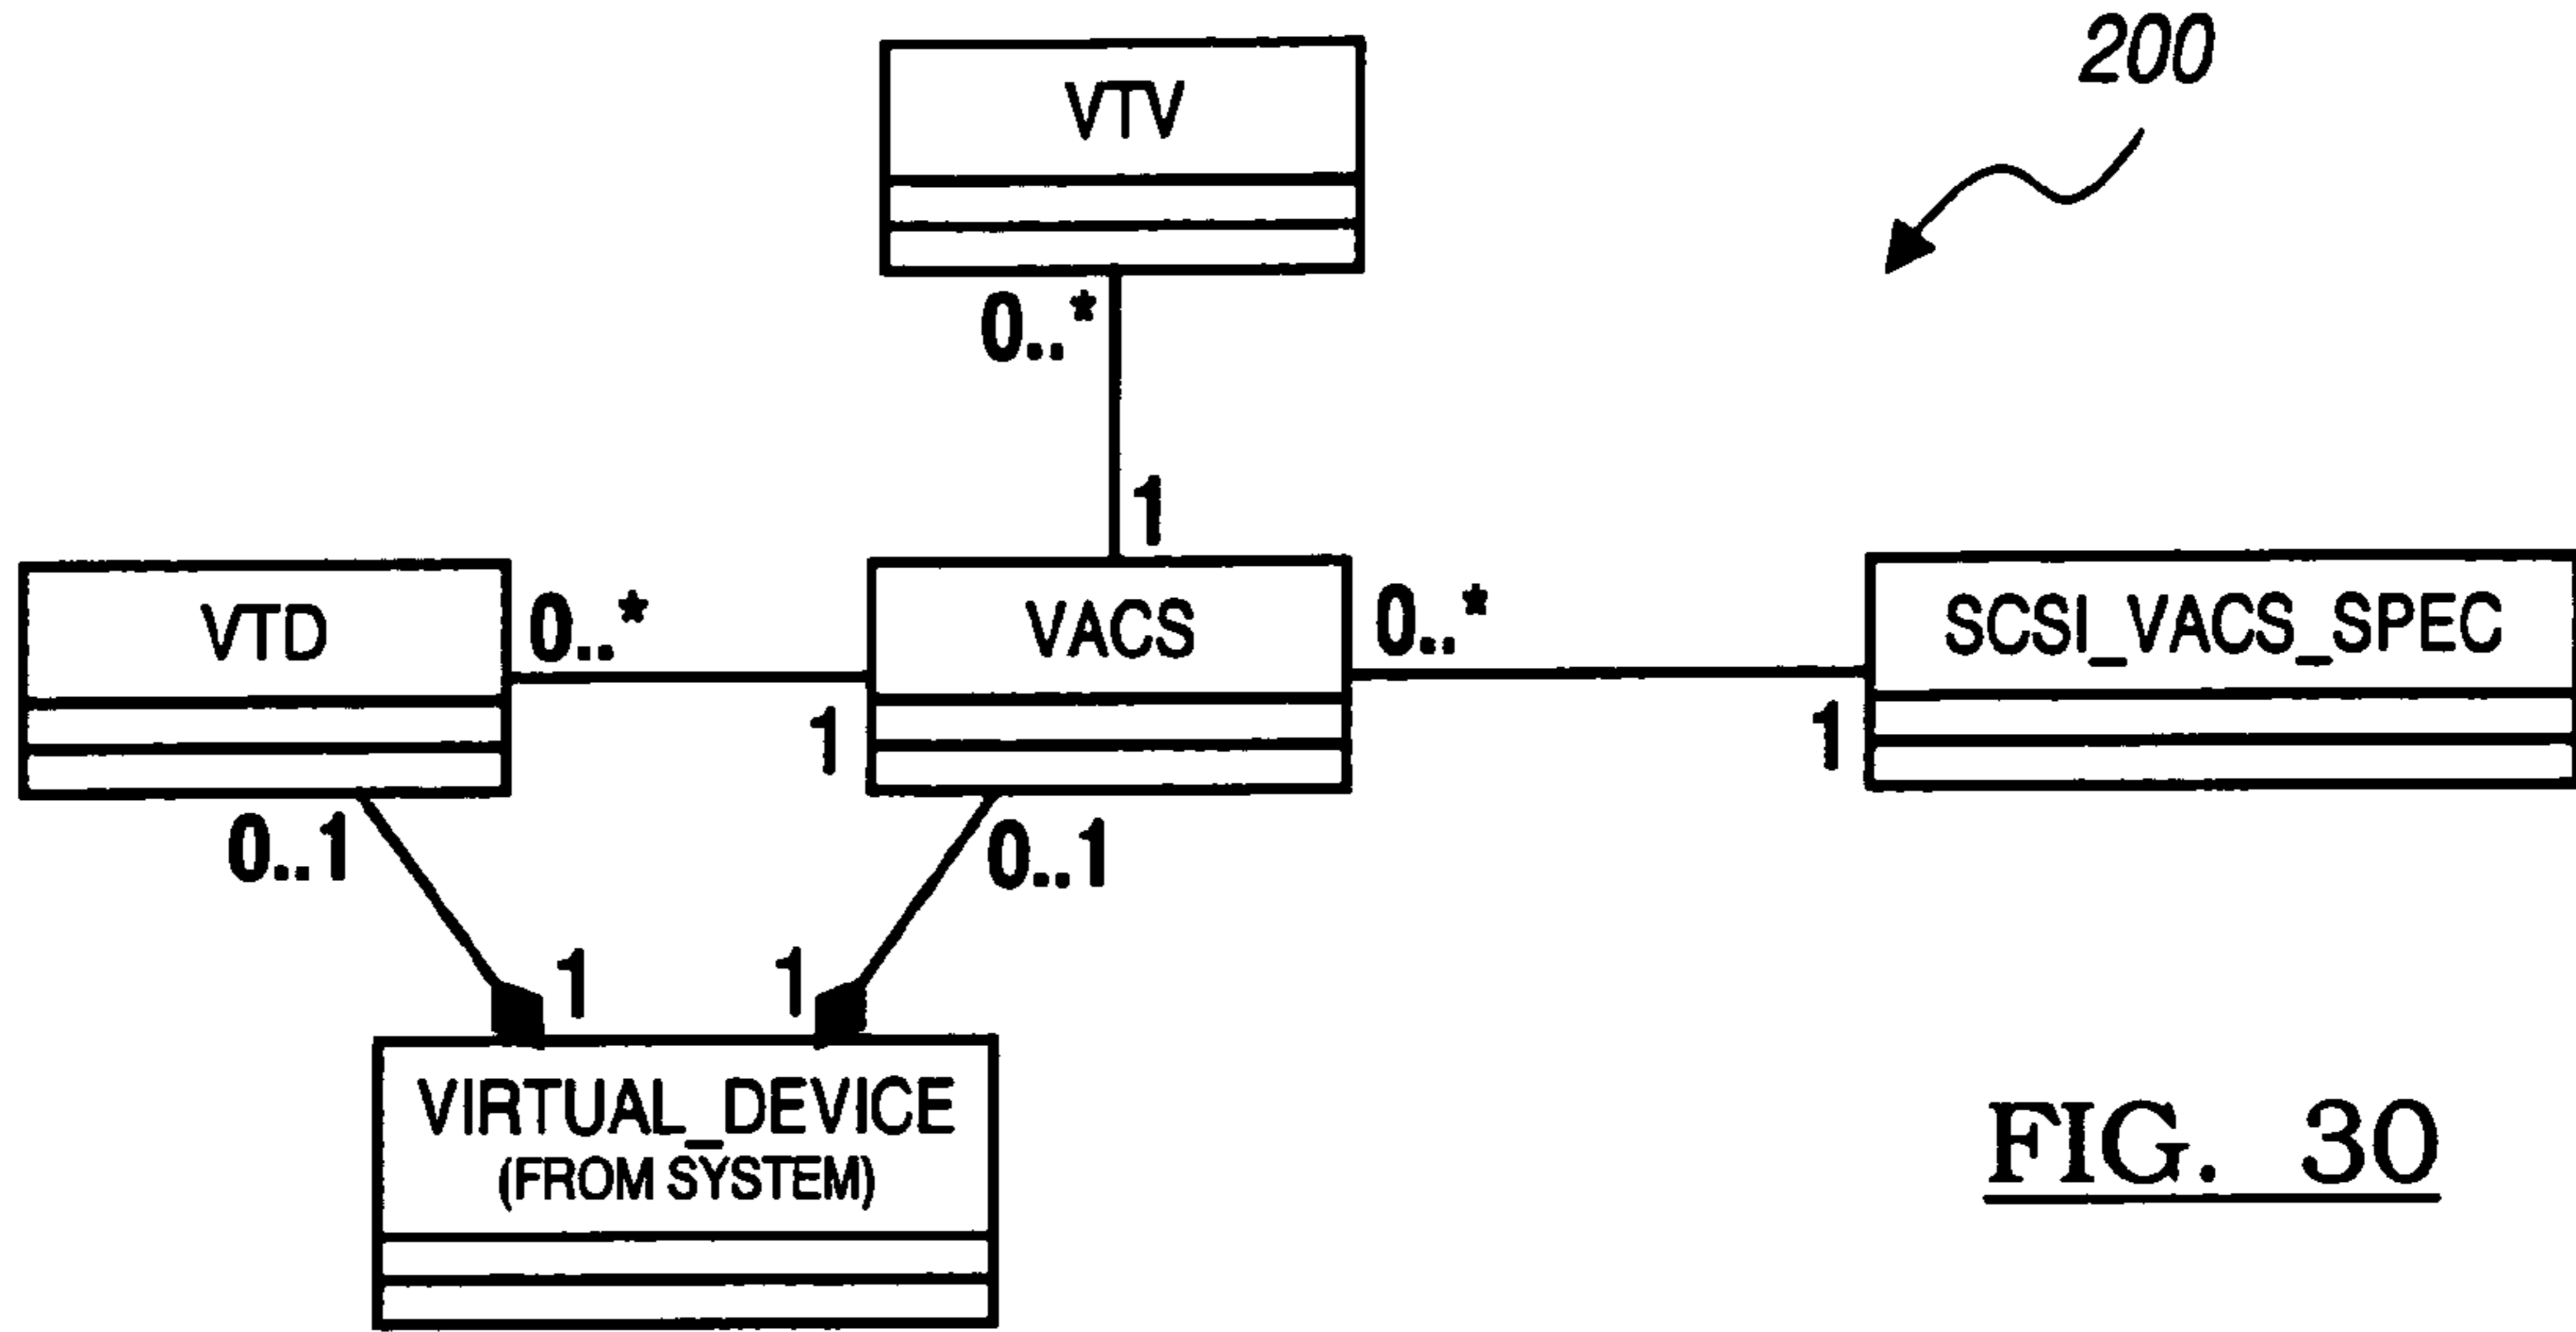 200
VTV
0..*
1
VTD
0..*
1
VACS
0..*
1
SCSI_VACS_SPEC
0..1
0..1
1
1
VIRTUAL_DEVICE
(FROM SYSTEM)
FIG. 30